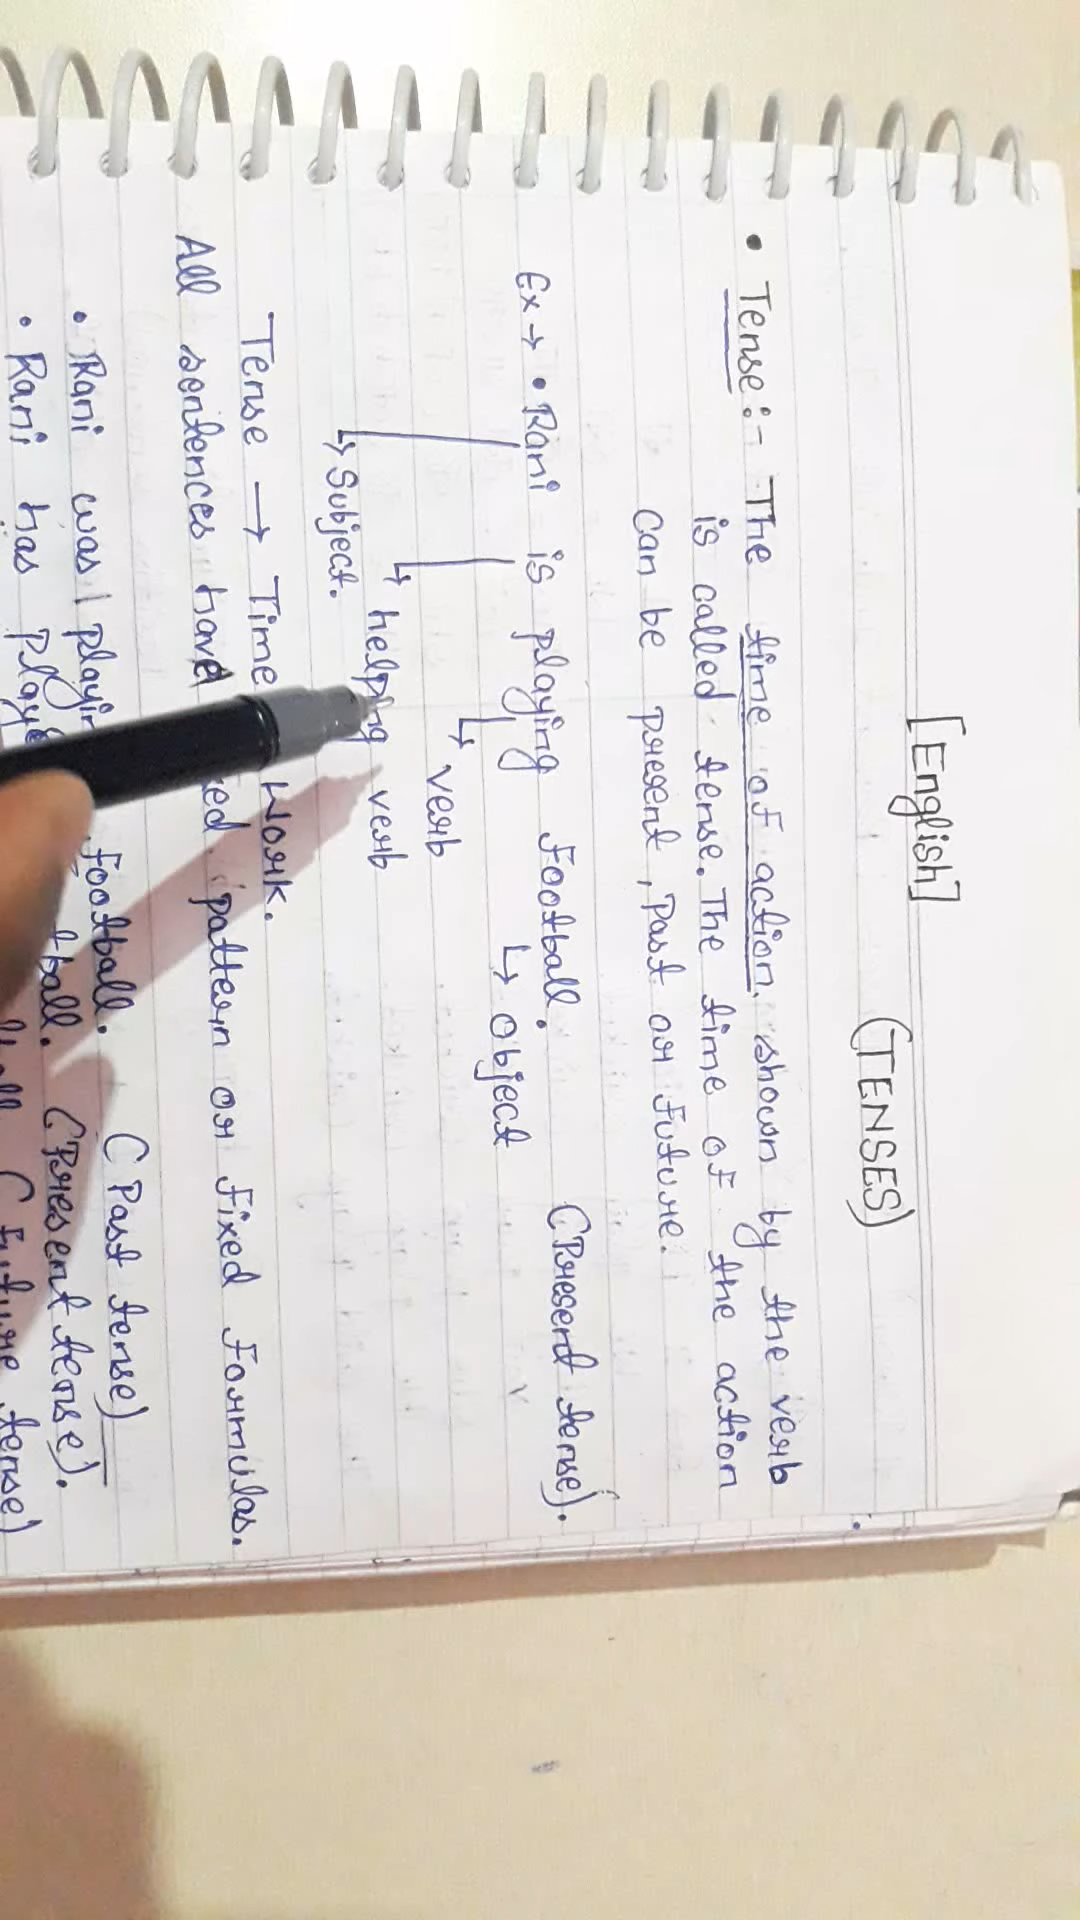 [English]
(TENSES)
• Tense:- The time of action shown by the verb
is called tense. The time of the action
can be present, Past or future.
Ex → • Rani is playing football. (Present tense).
↳ object
↳ verb
↳ helping verb
↳ Subject.
Tense → Time Work.
All sentences have pattern or fixed formulas.
• Rani was playing football. (Past tense)
• Rani has (Present tense).
(Future tense)